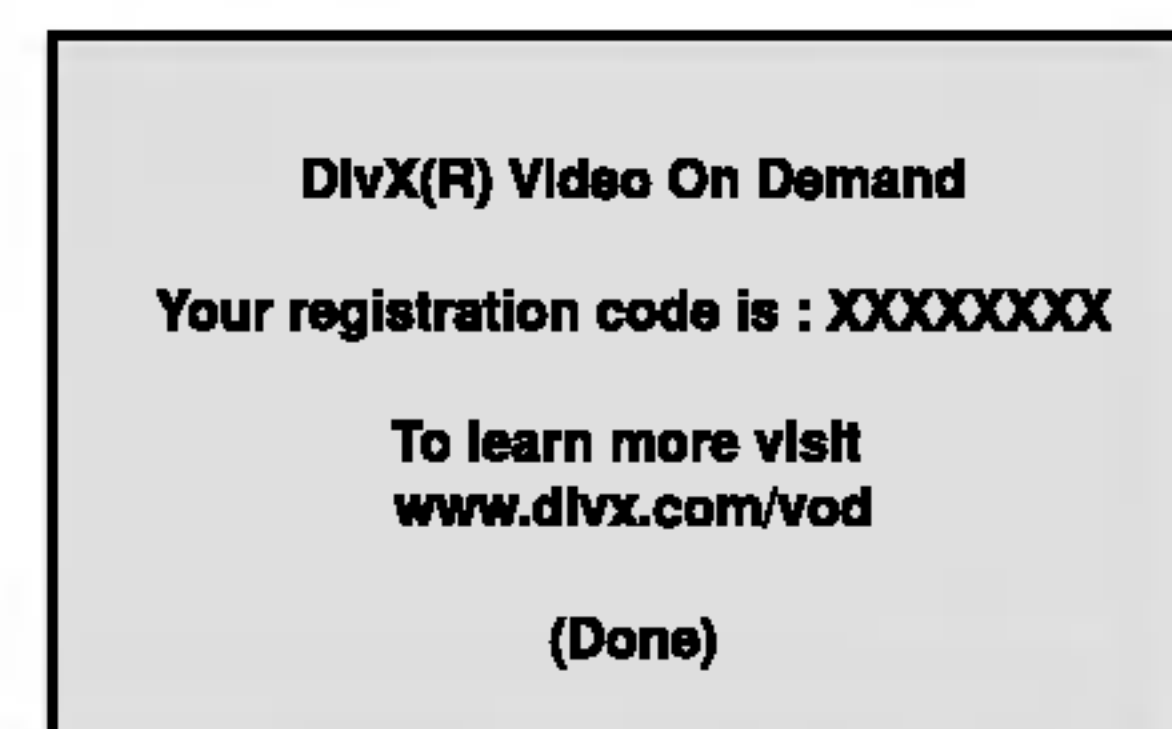 DivX(R) Video On Demand
Your registration code is : XXXXXXXX
To learn more visit
www.divx.com/vod
(Done)